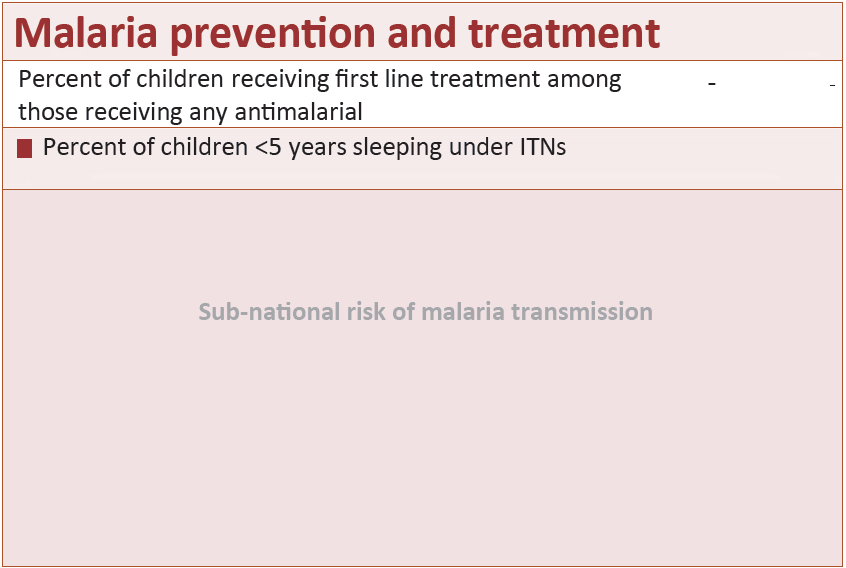 Malaria prevention and treatment
Percent of children receiving first line treatment among - -
those receiving any antimalarial
Percent of children <5 years sleeping under ITNs
Sub-national risk of malaria transmission